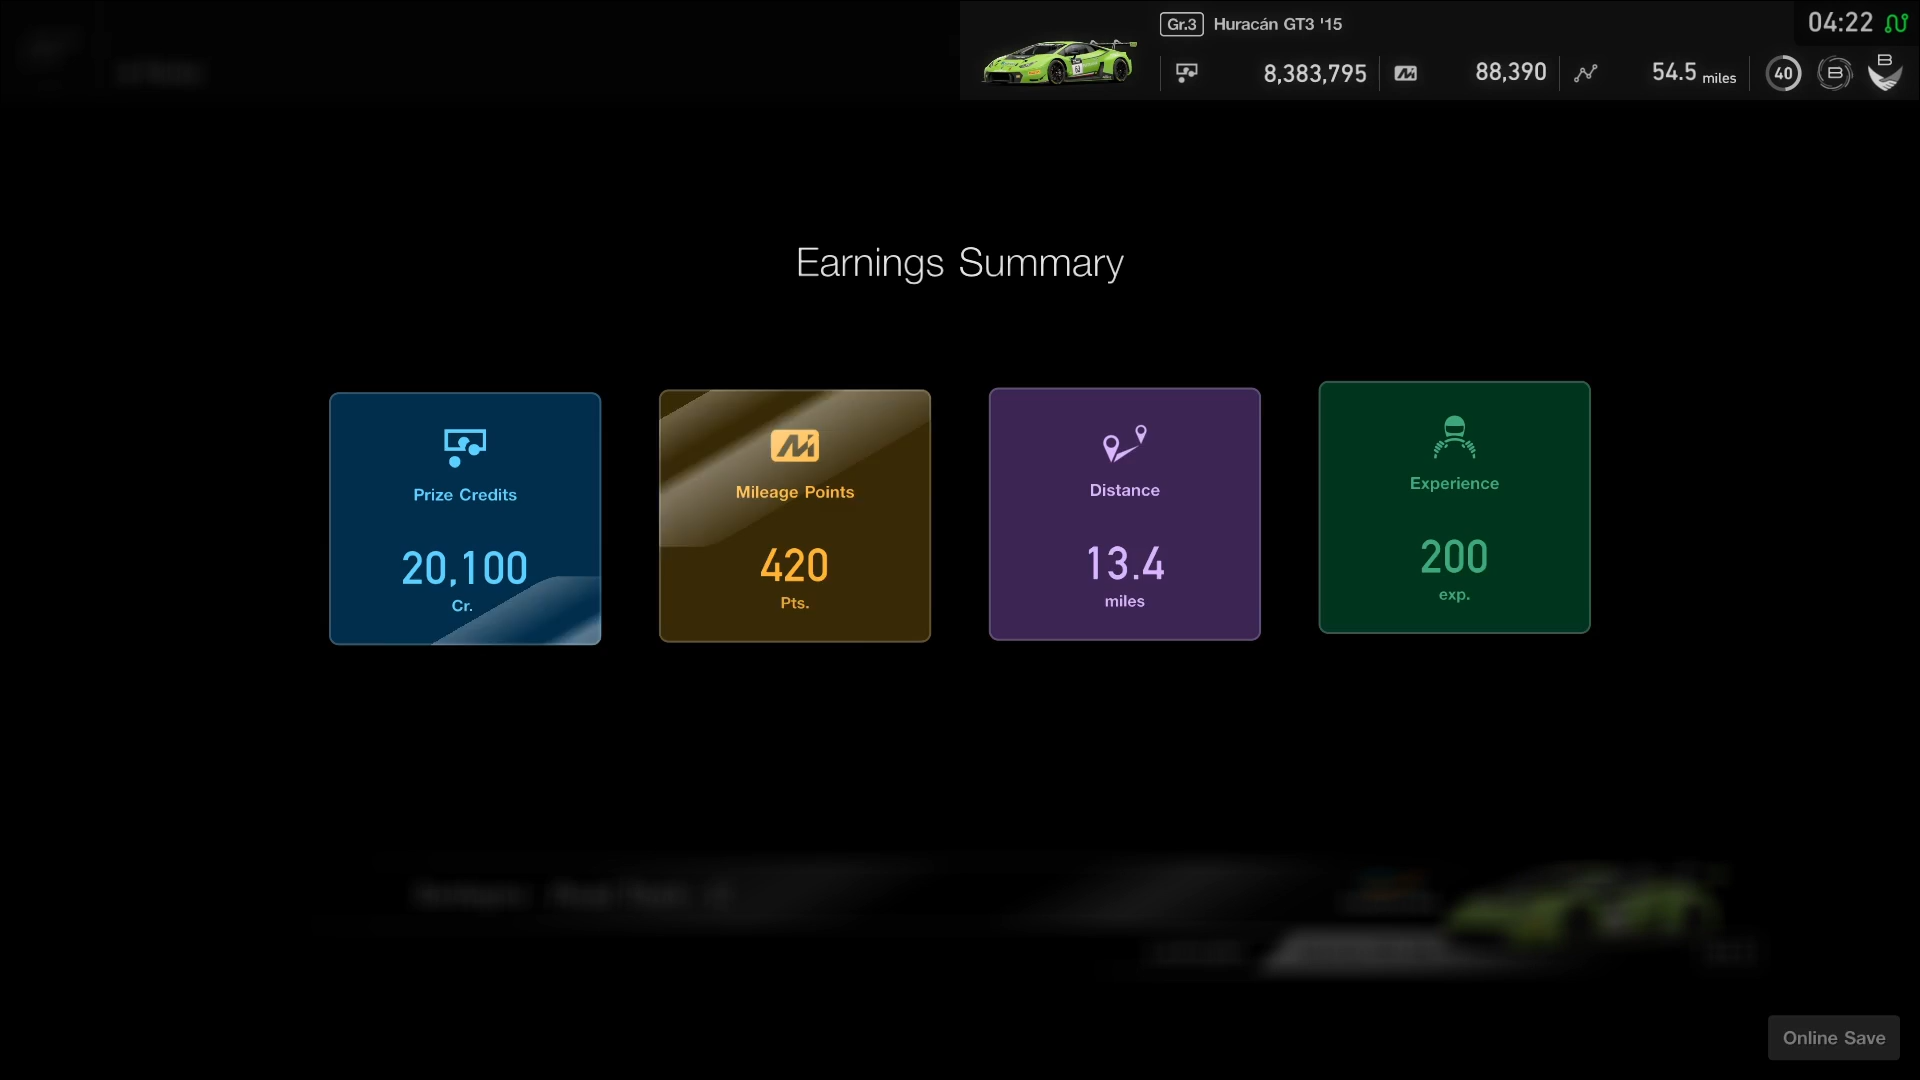 Gr.3 Huracán GT3 '15
04:22
8,383,795
88,390
54.5 miles
40
B
B
Earnings Summary
Prize Credits
20,100
Cr.
Mileage Points
420
Pts.
Distance
13.4
miles
Experience
200
exp.
Online Save